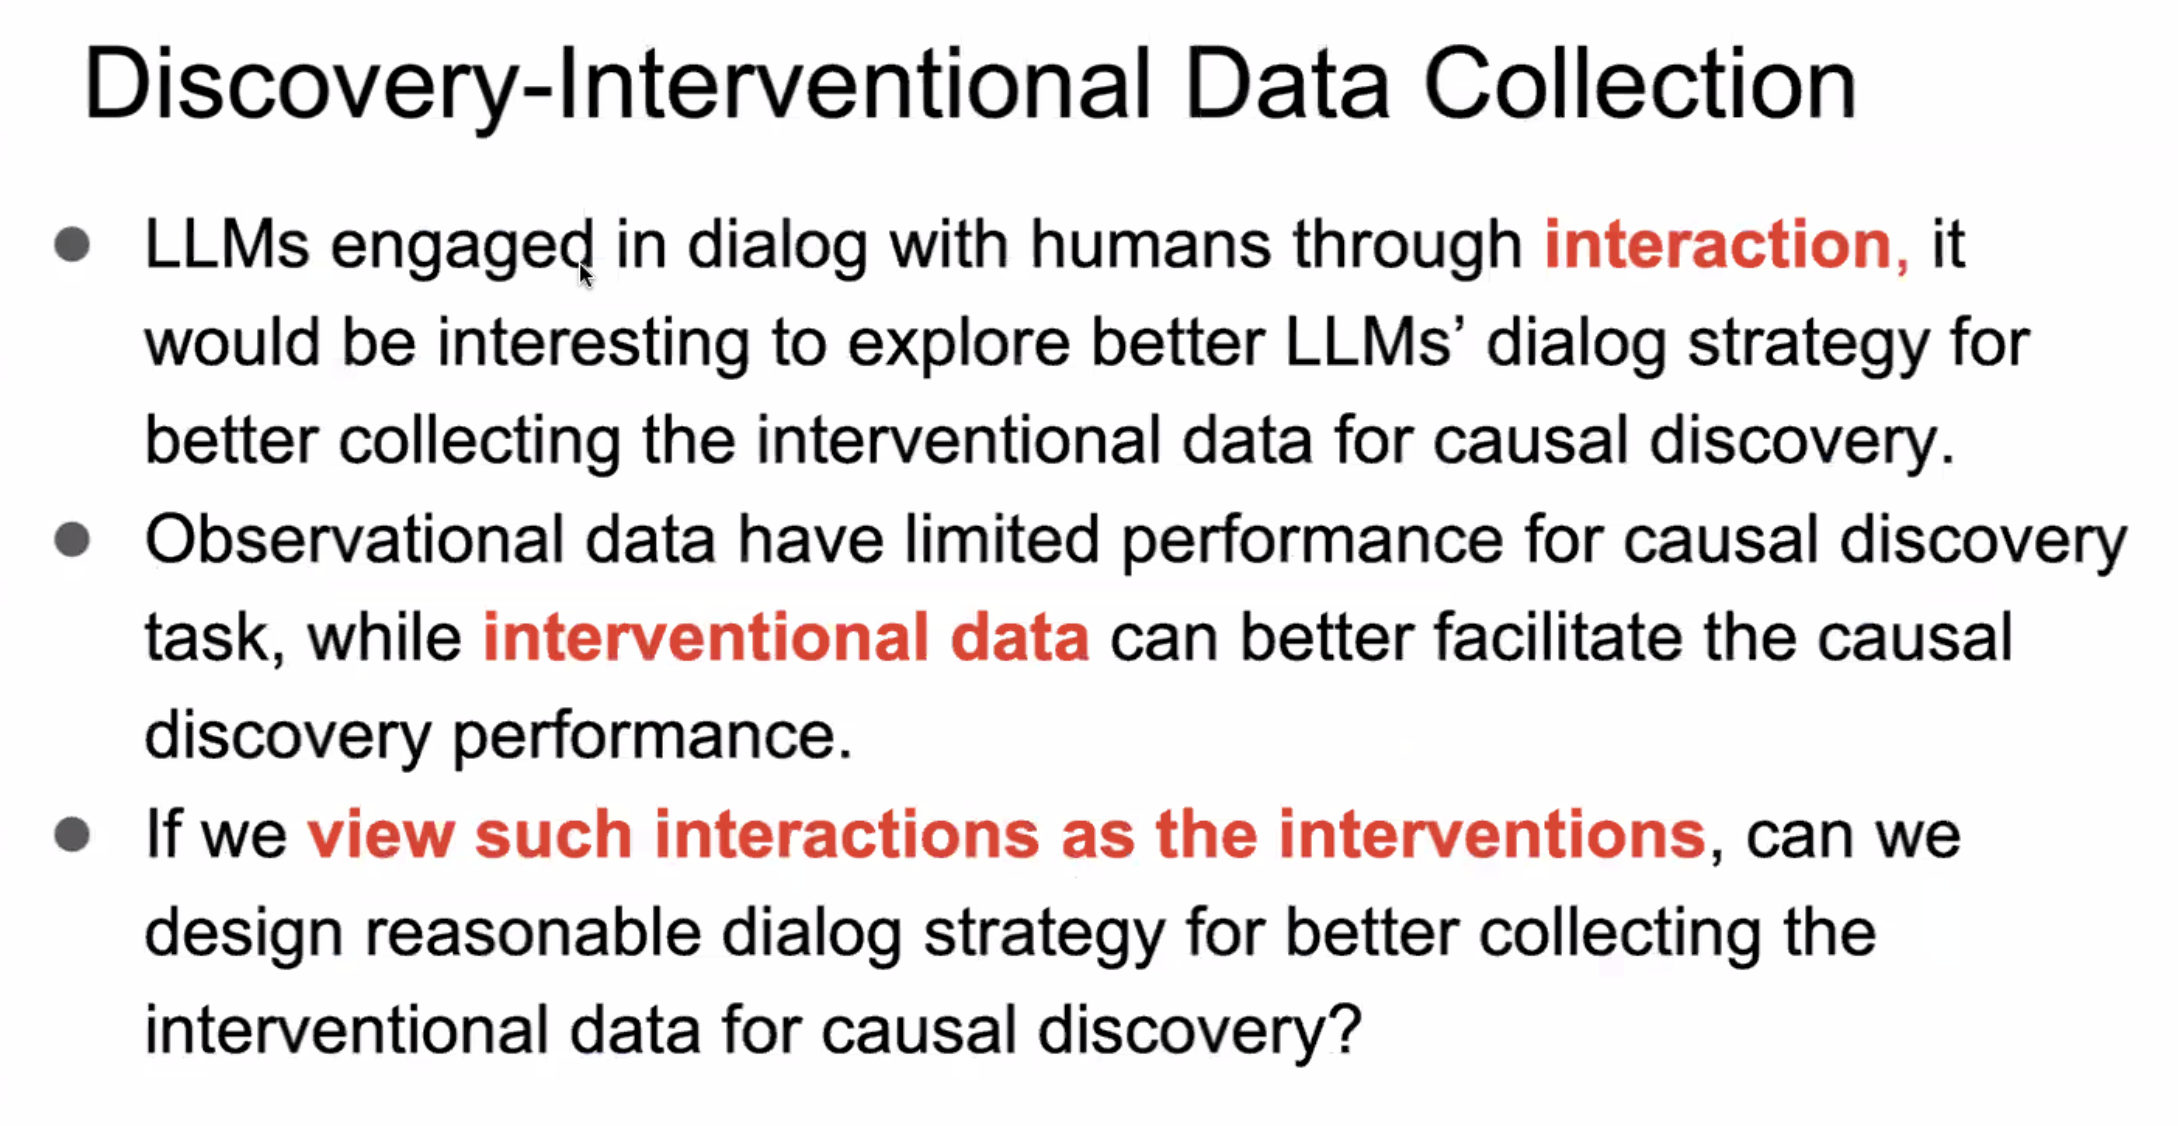 Discovery-Interventional Data Collection
● LLMs engaged in dialog with humans through interaction, it
would be interesting to explore better LLMs’ dialog strategy for
better collecting the interventional data for causal discovery.
● Observational data have limited performance for causal discovery
task, while interventional data can better facilitate the causal
discovery performance.
● If we view such interactions as the interventions, can we
design reasonable dialog strategy for better collecting the
interventional data for causal discovery?